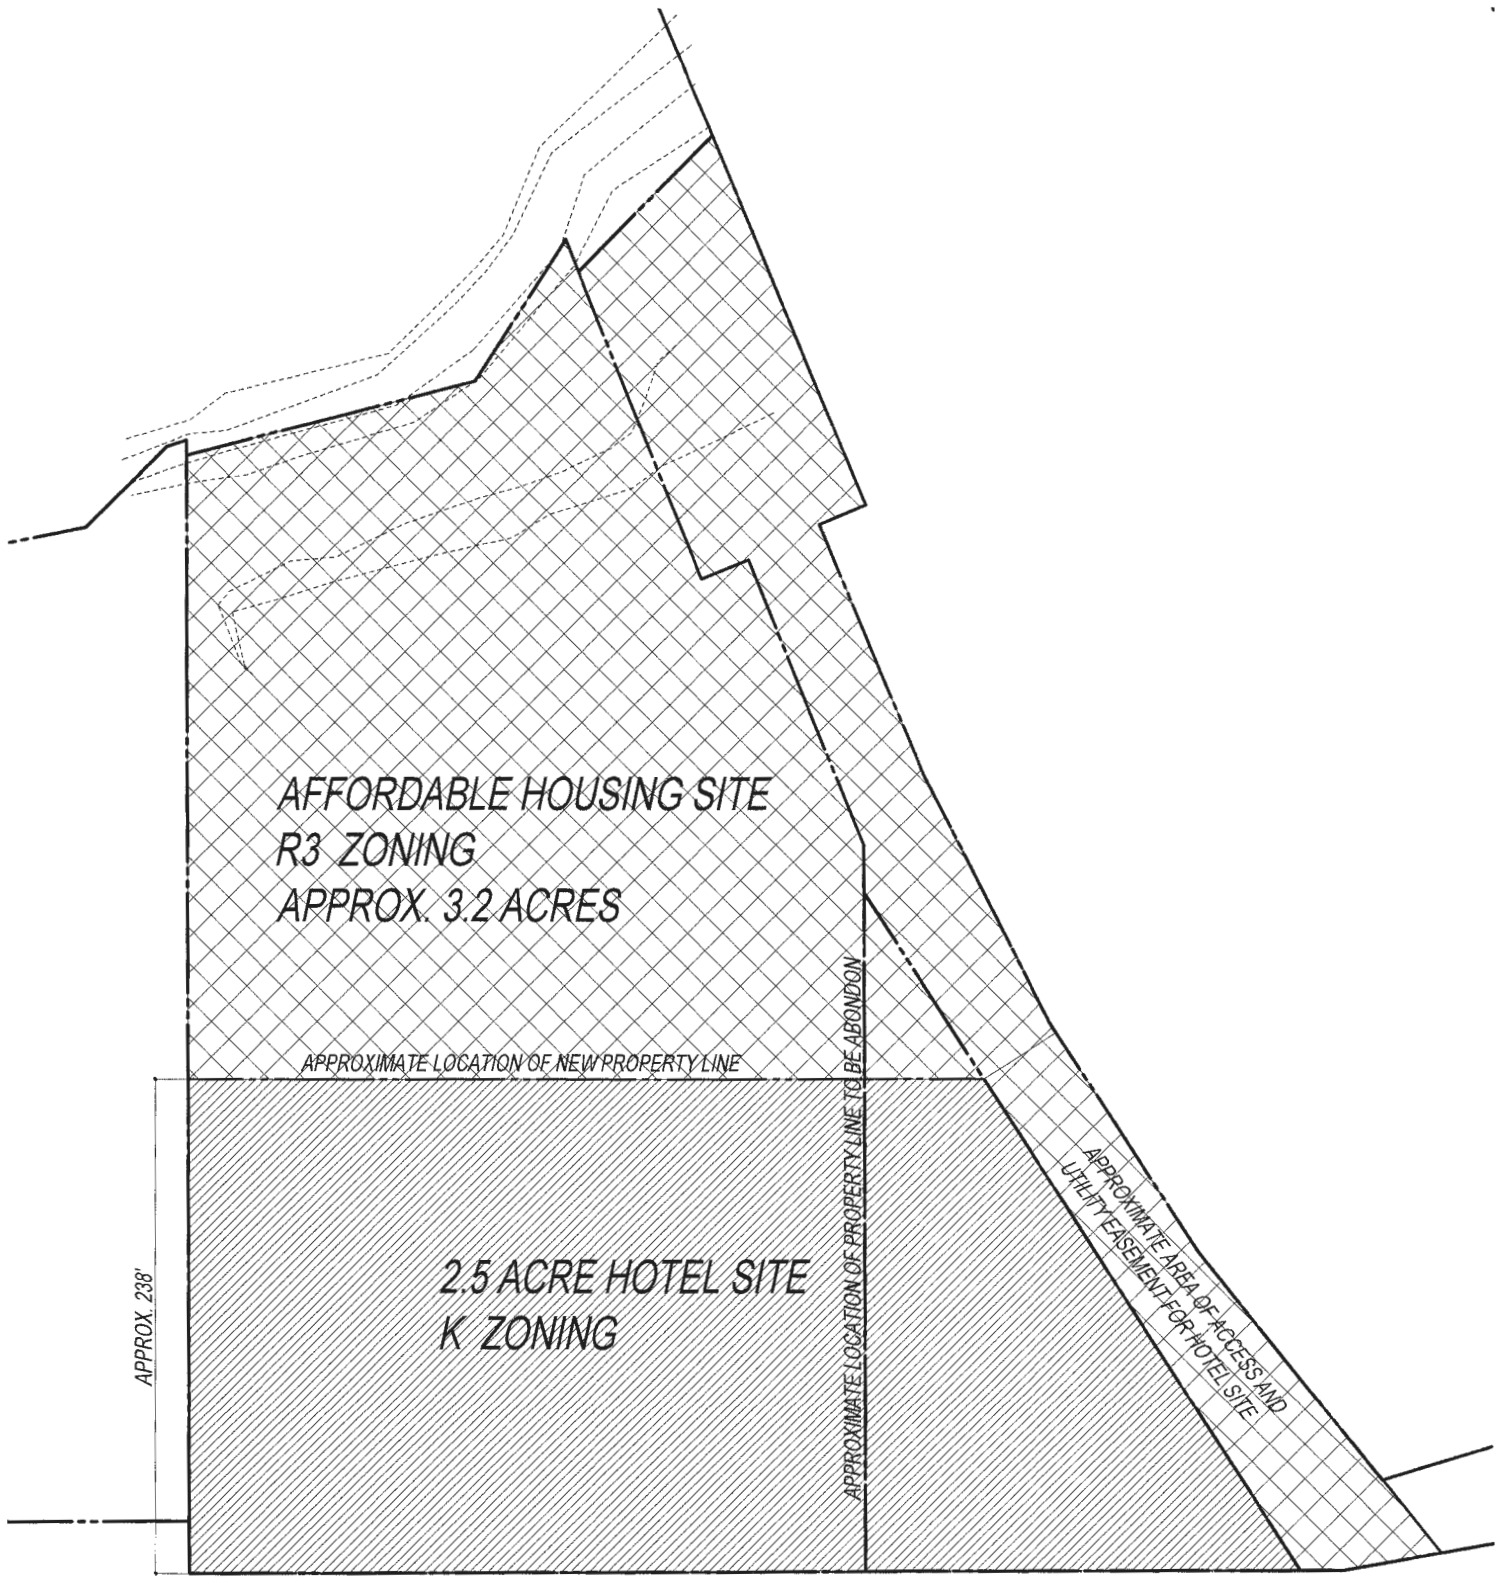 AFFORDABLE HOUSING SITE
R3 ZONING
APPROX. 3.2 ACRES
APPROXIMATE LOCATION OF NEW PROPERTY LINE
APPROXIMATE LOCATION OF PROPERTY LINE TO BE ABONDON
APPROXIMATE AREA OF ACCESS AND
UTILITY EASEMENT FOR HOTEL SITE
2.5 ACRE HOTEL SITE
K ZONING
APPROX. 238'